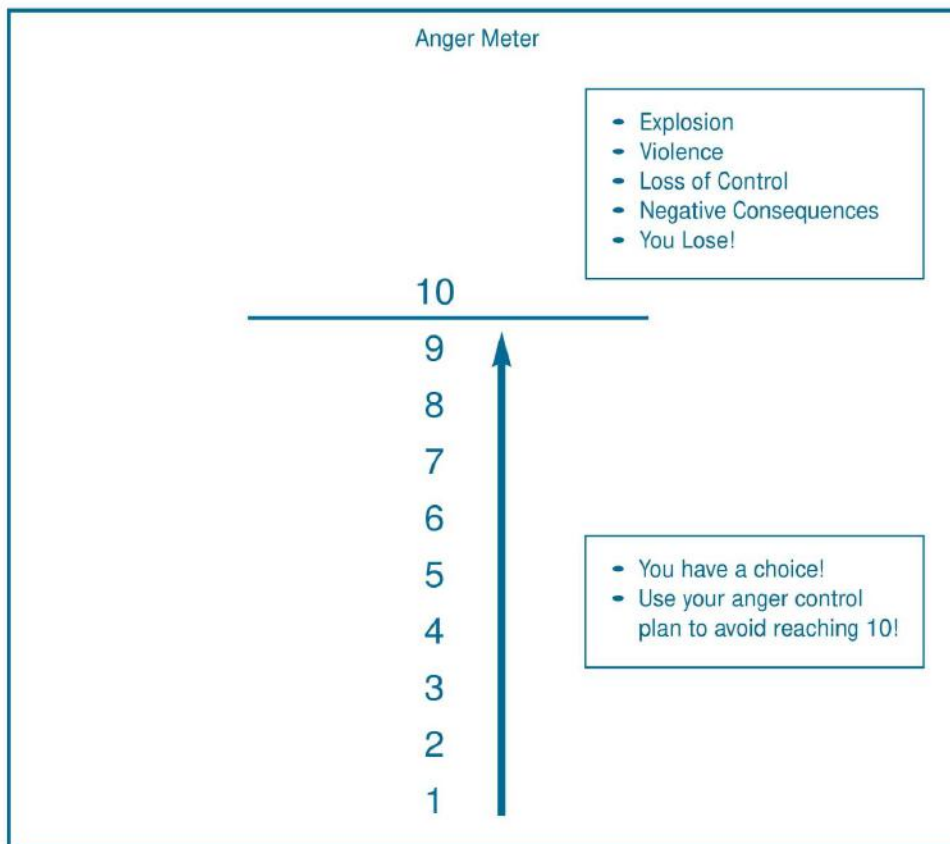 Anger Meter
• Explosion
• Violence
• Loss of Control
• Negative Consequences
• You Lose!
10
9
8
7
6
5
4
3
2
1
• You have a choice!
• Use your anger control
plan to avoid reaching 10!